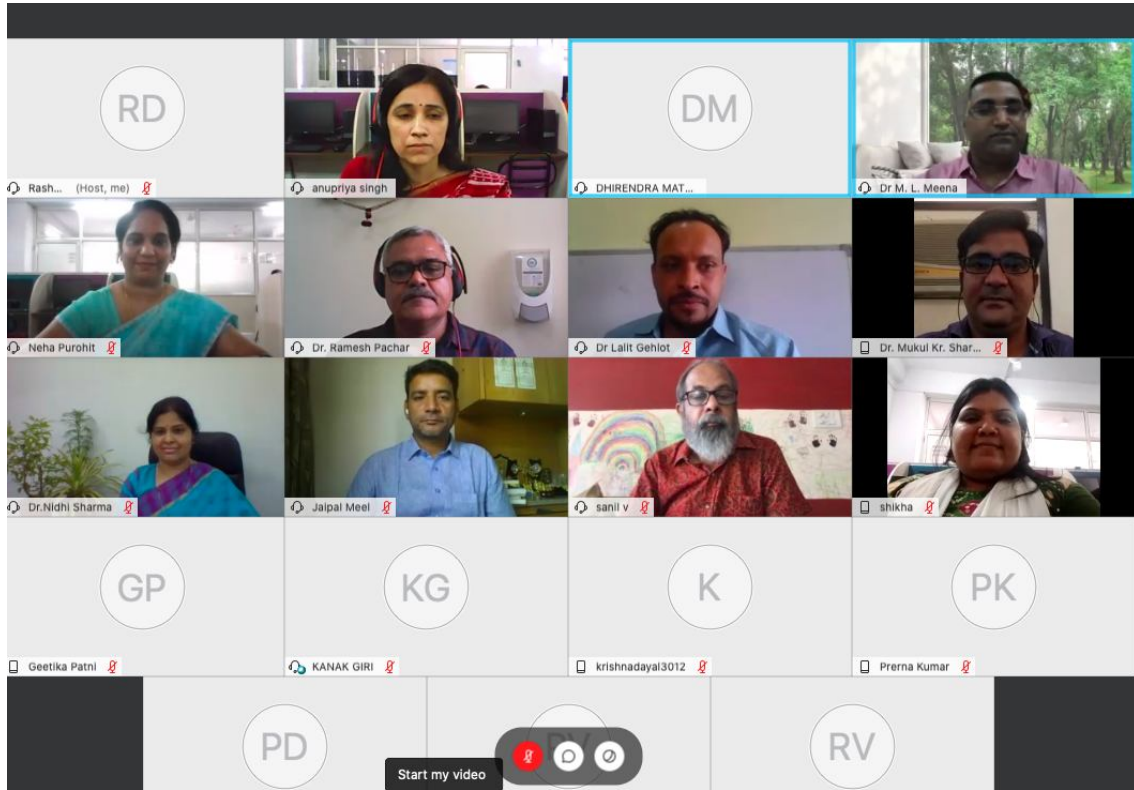 RD
Rash... (Host, me)
anupriya singh
DM
DHIRENDRA MAT...
Dr M. L. Meena
Neha Purohit
Dr. Ramesh Pachar
Dr Lalit Gehlot
Dr. Mukul Kr. Shar...
Dr.Nidhi Sharma
Jaipal Meel
sanil v
shikha
GP
Geetika Patni
KG
KANAK GIRI
K
krishnadayal3012
PK
Prerna Kumar
PD
RV
Start my video